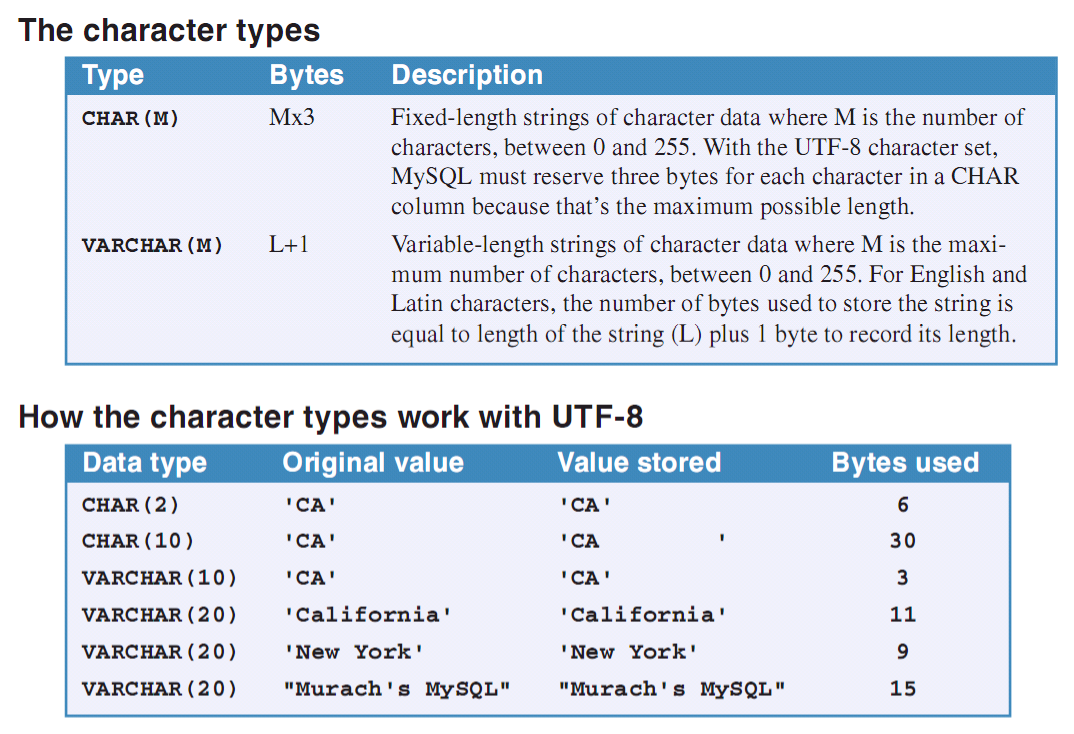 The character types
Type Bytes Description
CHAR(M) Mx3 Fixed-length strings of character data where M is the number of
characters, between 0 and 255. With the UTF-8 character set,
MySQL must reserve three bytes for each character in a CHAR
column because that’s the maximum possible length.
VARCHAR(M) L+1 Variable-length strings of character data where M is the maxi-
mum number of characters, between 0 and 255. For English and
Latin characters, the number of bytes used to store the string is
equal to length of the string (L) plus 1 byte to record its length.
How the character types work with UTF-8
Data type Original value Value stored Bytes used
CHAR(2) 'CA' 'CA' 6
CHAR(10) 'CA' 'CA        ' 30
VARCHAR(10) 'CA' 'CA' 3
VARCHAR(20) 'California' 'California' 11
VARCHAR(20) 'New York' 'New York' 9
VARCHAR(20) "Murach's MySQL" "Murach's MySQL" 15